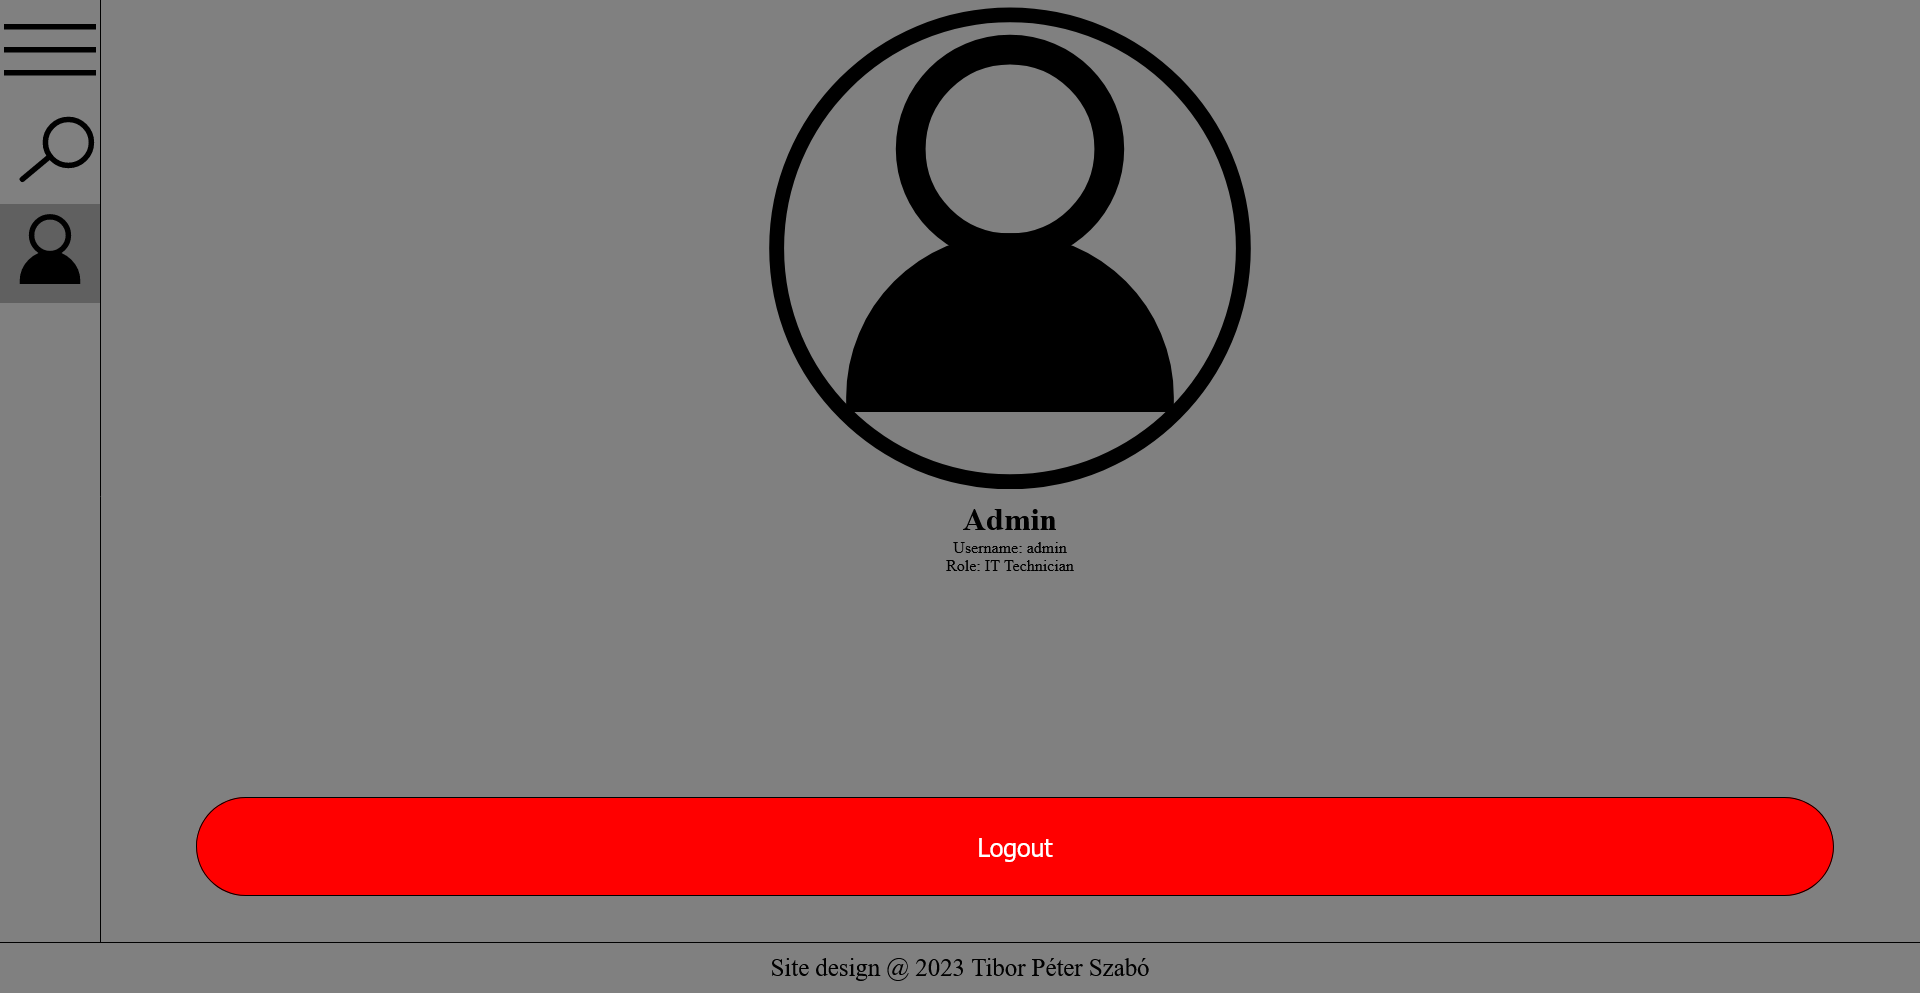 Admin
Username: admin
Role: IT Technician
Logout
Site design @ 2023 Tibor Péter Szabó